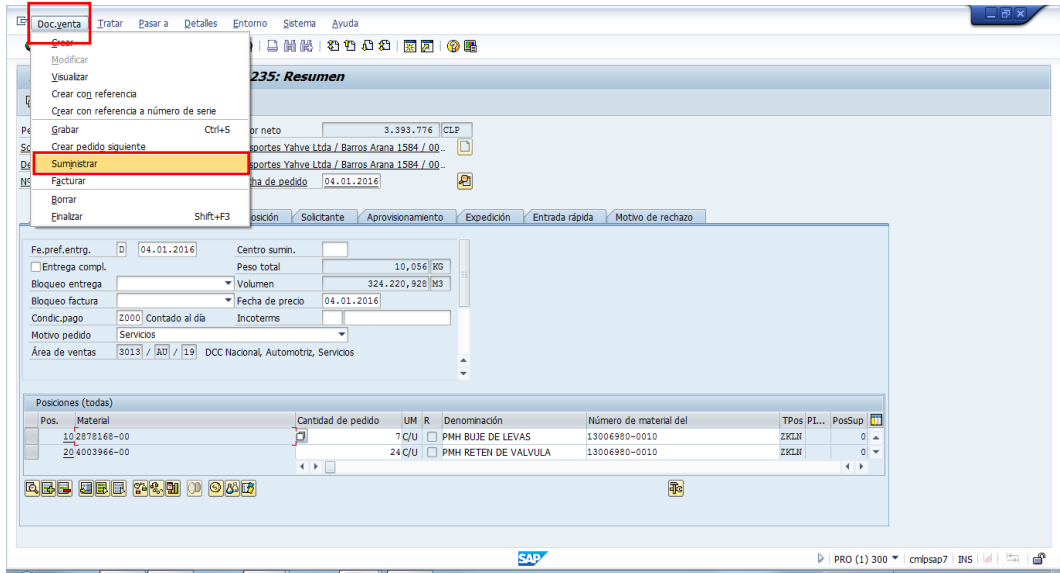 Doc.venta Tratar Pasar a Detalles Entorno Sistema Ayuda
Crear
Modificar
Visualizar
235: Resumen
Crear con referencia
Crear con referencia a número de serie
Grabar Ctrl+S or neto 3.393.776 CLP
Crear pedido siguiente sportes Yahve Ltda / Barros Arana 1584 / 00..
Suministrar sportes Yahve Ltda / Barros Arana 1584 / 00..
Facturar ha de pedido 04.01.2016
Borrar
Finalizar Shift+F3 osición Solicitante Aprovisionamiento Expedición Entrada rápida Motivo de rechazo
Fe.pref.entrg. D 04.01.2016 Centro sumin.
Entrega compl. Peso total 10,056 KG
Bloqueo entrega Volumen 324.220,928 M3
Bloqueo factura Fecha de precio 04.01.2016
Condic.pago Z000 Contado al día Incoterms
Motivo pedido Servicios
Área de ventas 3013 / AU / 19 DCC Nacional, Automotriz, Servicios
Posiciones (todas)
Pos. Material Cantidad de pedido UM R Denominación Número de material del TPos PI... PosSup
10 2878168-00 7 C/U PMH BUJE DE LEVAS 13006980-0010 ZKLN 0
20 4003966-00 24 C/U PMH RETEN DE VALVULA 13006980-0010 ZKLN 0
SAP PRO (1) 300 cmlpsap7 INS